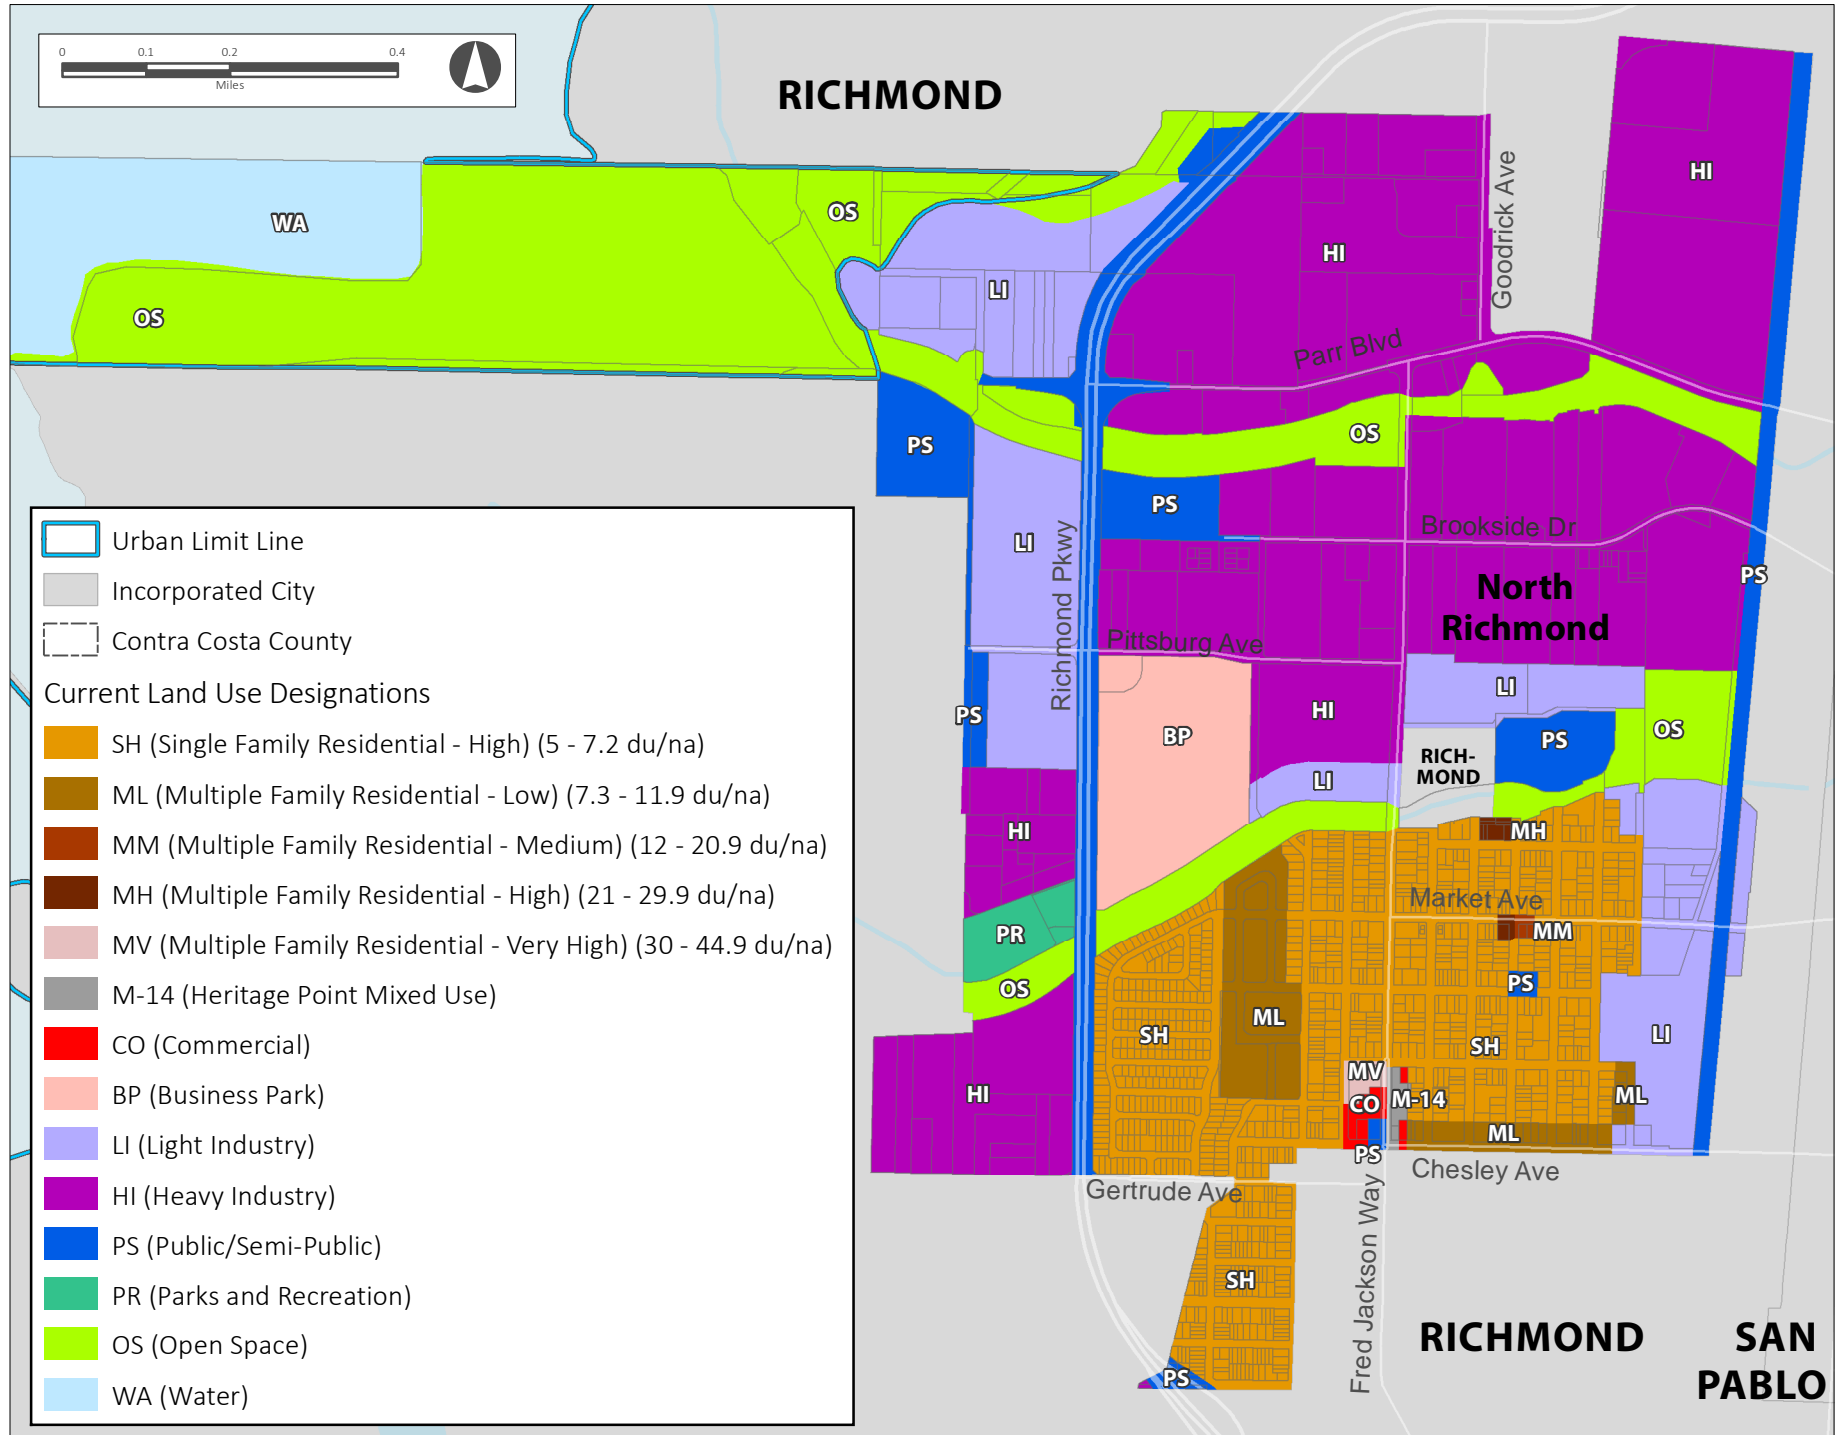 0 0.1 0.2 0.4
Miles
RICHMOND
HI
WA
OS
HI
Goodrick Ave
OS
LI
Parr Blvd
OS
PS
PS
LI
Richmond Pkwy
Brookside Dr
PS
North
Richmond
Pittsburg Ave
LI
PS
BP
HI
PS
OS
RICH-
MOND
LI
HI
MH
Market Ave
PR
MM
OS
PS
ML
SH
SH
LI
MV
HI
CO
M-14
ML
ML
PS
Chesley Ave
Gertrude Ave
Fred Jackson Way
SH
PS
RICHMOND
SAN
PABLO
Urban Limit Line
Incorporated City
Contra Costa County
Current Land Use Designations
SH (Single Family Residential - High) (5 - 7.2 du/na)
ML (Multiple Family Residential - Low) (7.3 - 11.9 du/na)
MM (Multiple Family Residential - Medium) (12 - 20.9 du/na)
MH (Multiple Family Residential - High) (21 - 29.9 du/na)
MV (Multiple Family Residential - Very High) (30 - 44.9 du/na)
M-14 (Heritage Point Mixed Use)
CO (Commercial)
BP (Business Park)
LI (Light Industry)
HI (Heavy Industry)
PS (Public/Semi-Public)
PR (Parks and Recreation)
OS (Open Space)
WA (Water)